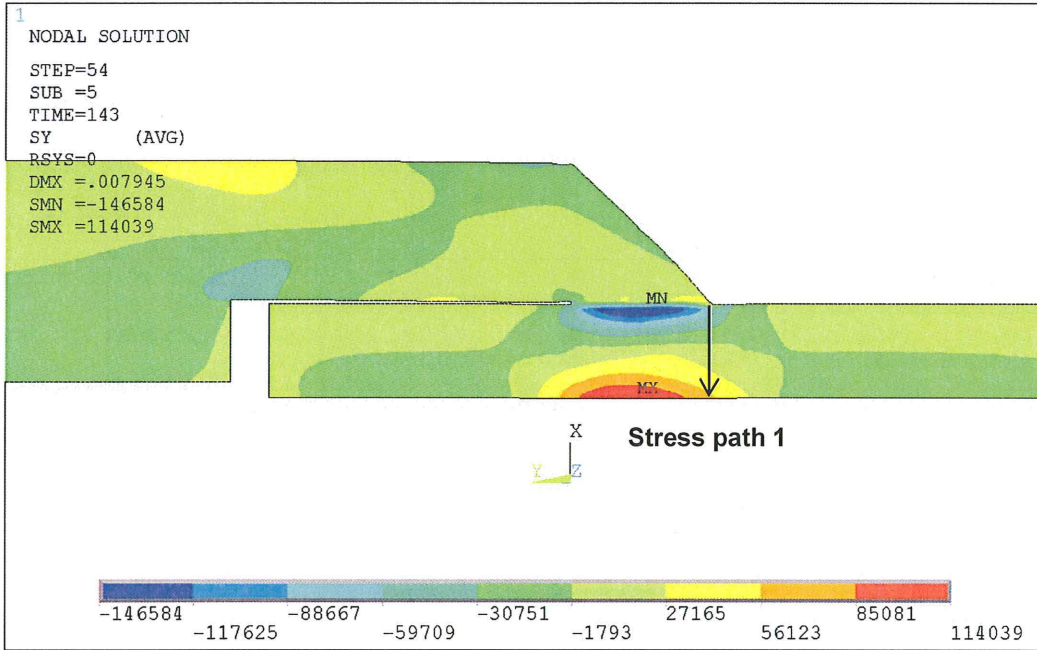 1
NODAL SOLUTION
STEP=54
SUB =5
TIME=143
SY (AVG)
RSYS=0
DMX =.007945
SMN =-146584
SMX =114039
MN
MX
X
Y Z
Stress path 1
-146584 -88667 -30751 27165 85081
-117625 -59709 -1793 56123 114039